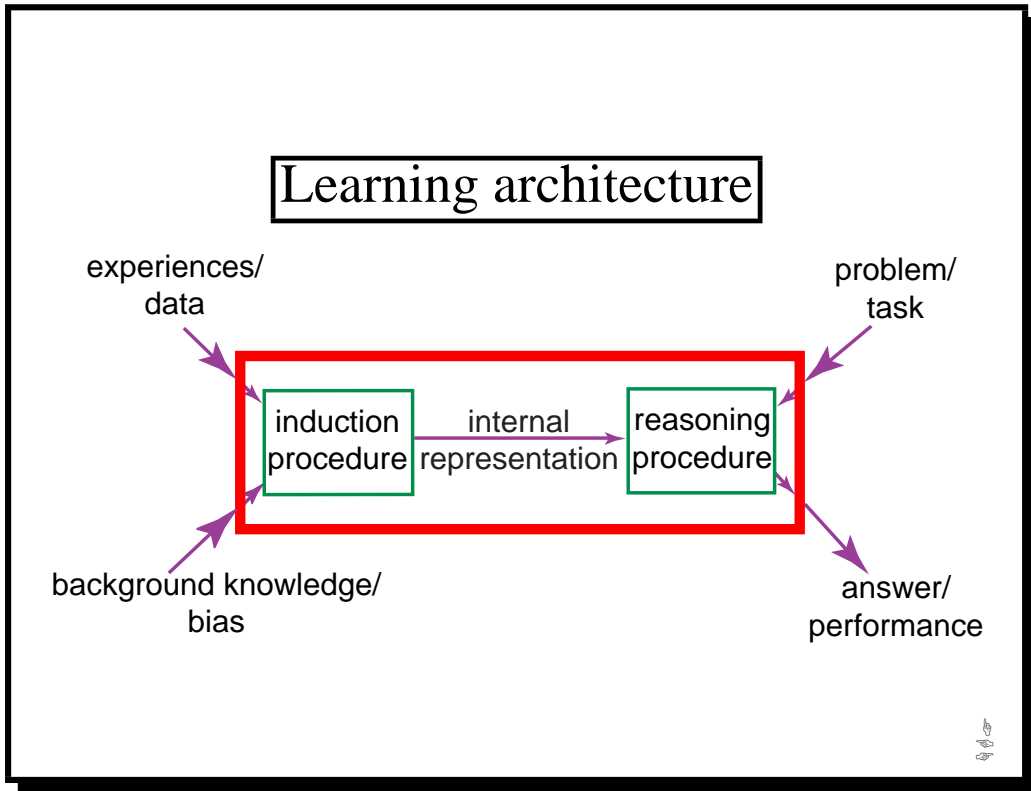 Learning architecture
experiences/
data
problem/
task
induction
procedure
internal
representation
reasoning
procedure
background knowledge/
bias
answer/
performance